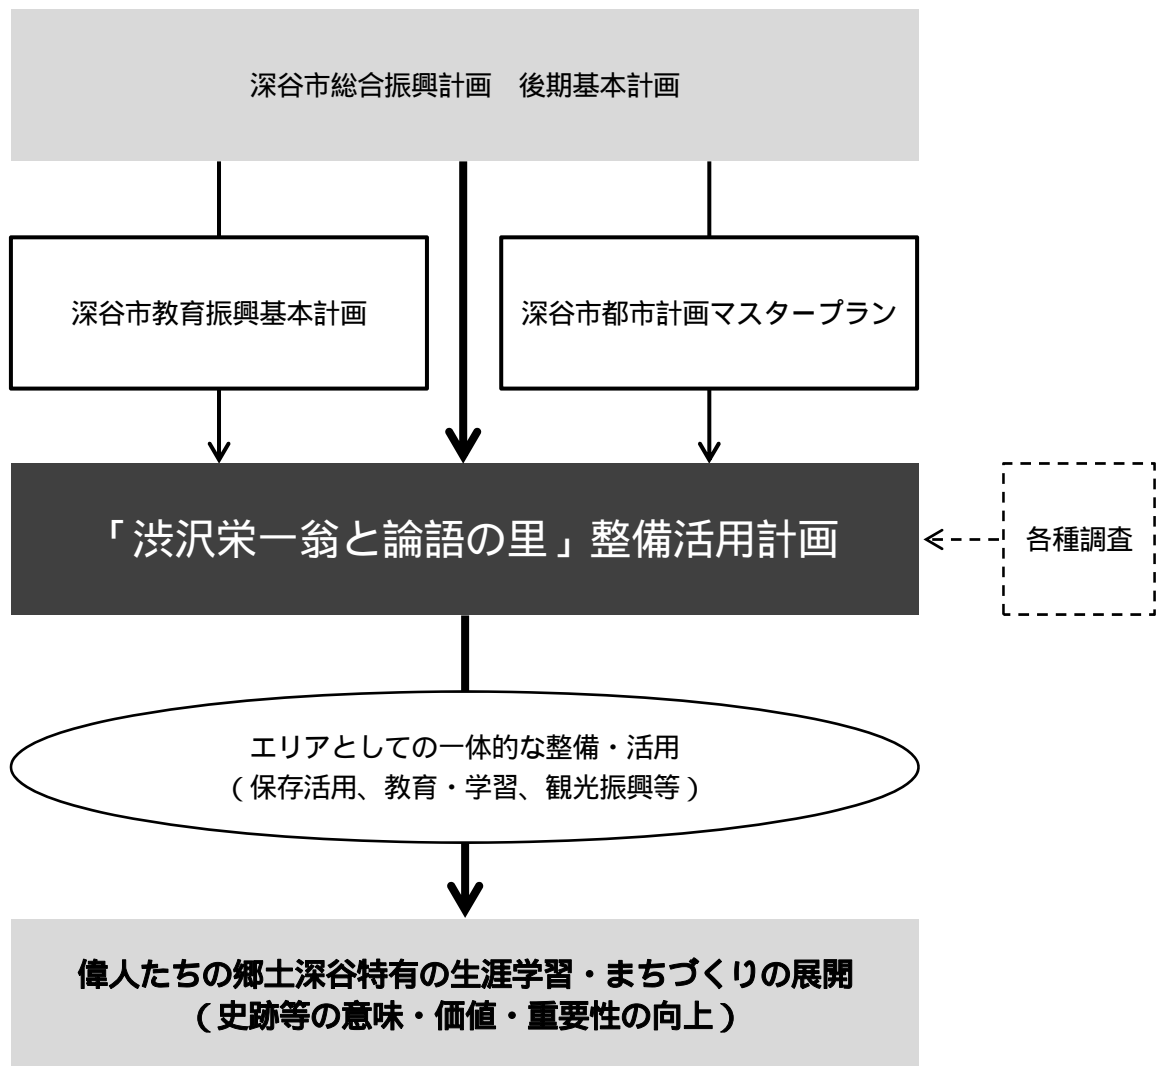 深谷市総合振興計画　後期基本計画
深谷市教育振興基本計画
深谷市都市計画マスタープラン
「渋沢栄一翁と論語の里」整備活用計画
各種調査
エリアとしての一体的な整備・活用
（保存活用、教育・学習、観光振興等）
偉人たちの郷土深谷特有の生涯学習・まちづくりの展開
（史跡等の意味・価値・重要性の向上）